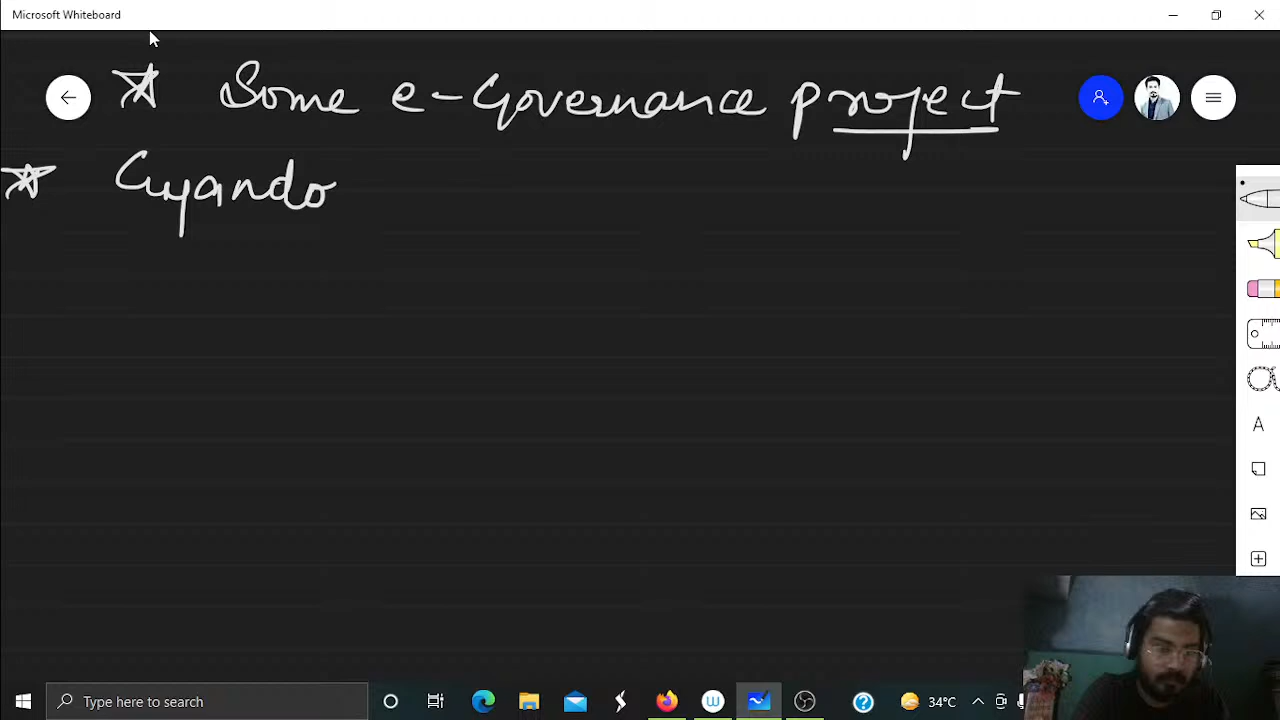 Microsoft Whiteboard
Some e-Governance project
Gyando
A
Type here to search
34°C